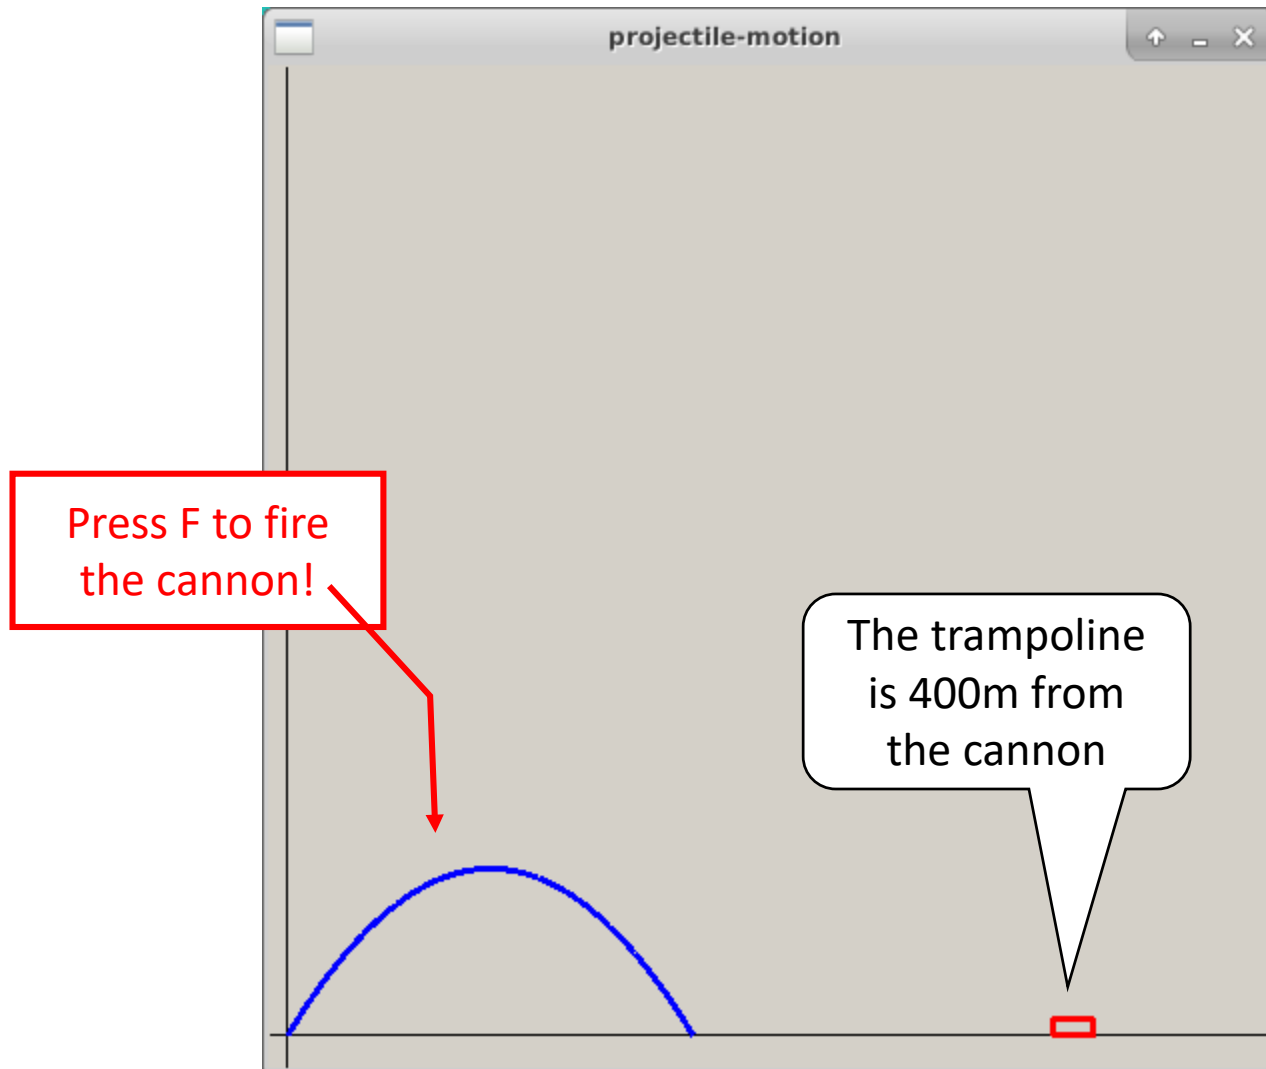 projectile-motion
Press F to fire
the cannon!
The trampoline
is 400m from
the cannon